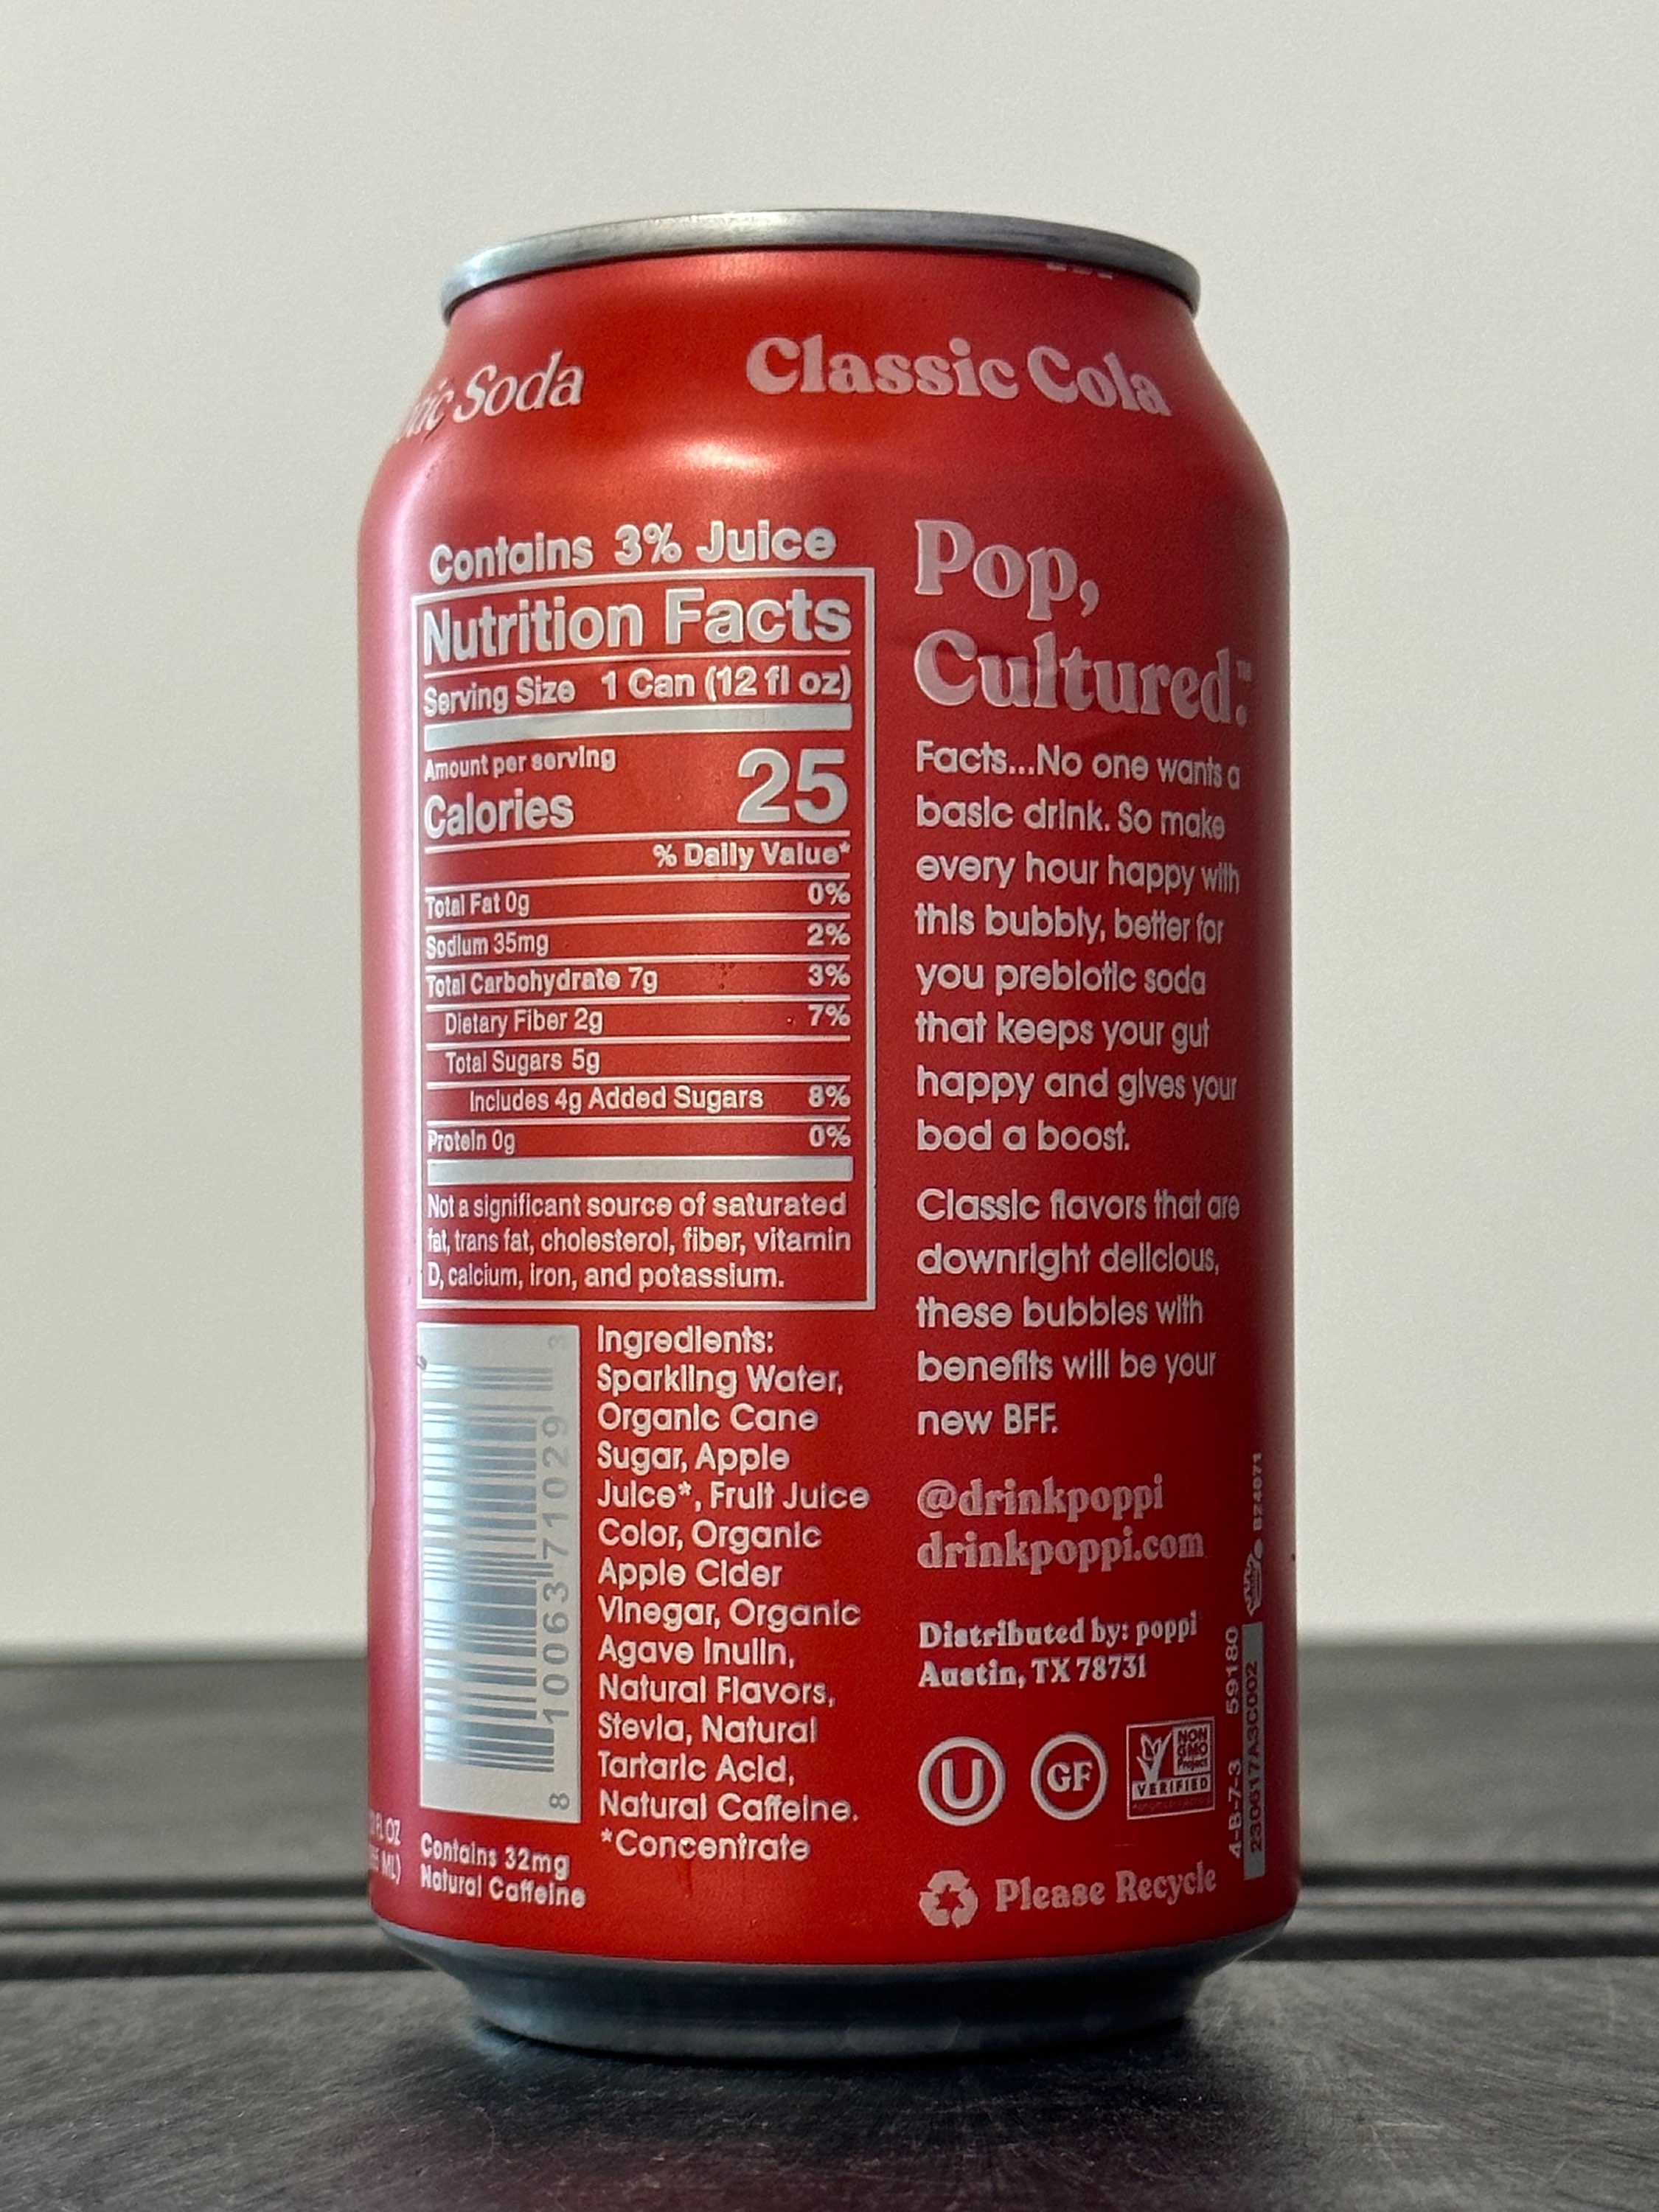 Soda
Classic Cola
Contains 3% Juice
Nutrition Facts
Serving Size 1 Can (12 fl oz)
Amount per serving
Calories 25
% Daily Value*
Total Fat 0g 0%
Sodium 35mg 2%
Total Carbohydrate 7g 3%
Dietary Fiber 2g 7%
Total Sugars 5g
Includes 4g Added Sugars 8%
Protein 0g 0%
Not a significant source of saturated
fat, trans fat, cholesterol, fiber, vitamin
D, calcium, iron, and potassium.
8 10063 71029 3
Contains 32mg
Natural Caffeine
FL OZ
ML)
Ingredients:
Sparkling Water,
Organic Cane
Sugar, Apple
Juice*, Fruit Juice
Color, Organic
Apple Cider
Vinegar, Organic
Agave Inulin,
Natural Flavors,
Stevia, Natural
Tartaric Acid,
Natural Caffeine.
*Concentrate
Pop,
Cultured.™
Facts...No one wants a
basic drink. So make
every hour happy with
this bubbly, better for
you prebiotic soda
that keeps your gut
happy and gives your
bod a boost.
Classic flavors that are
downright delicious,
these bubbles with
benefits will be your
new BFF.
@drinkpoppi
drinkpoppi.com
Distributed by: poppi
Austin, TX 78731
U
GF
NON
GMO
Project
VERIFIED
Please Recycle
4-B-7-3 59180
230617A3C002
824071